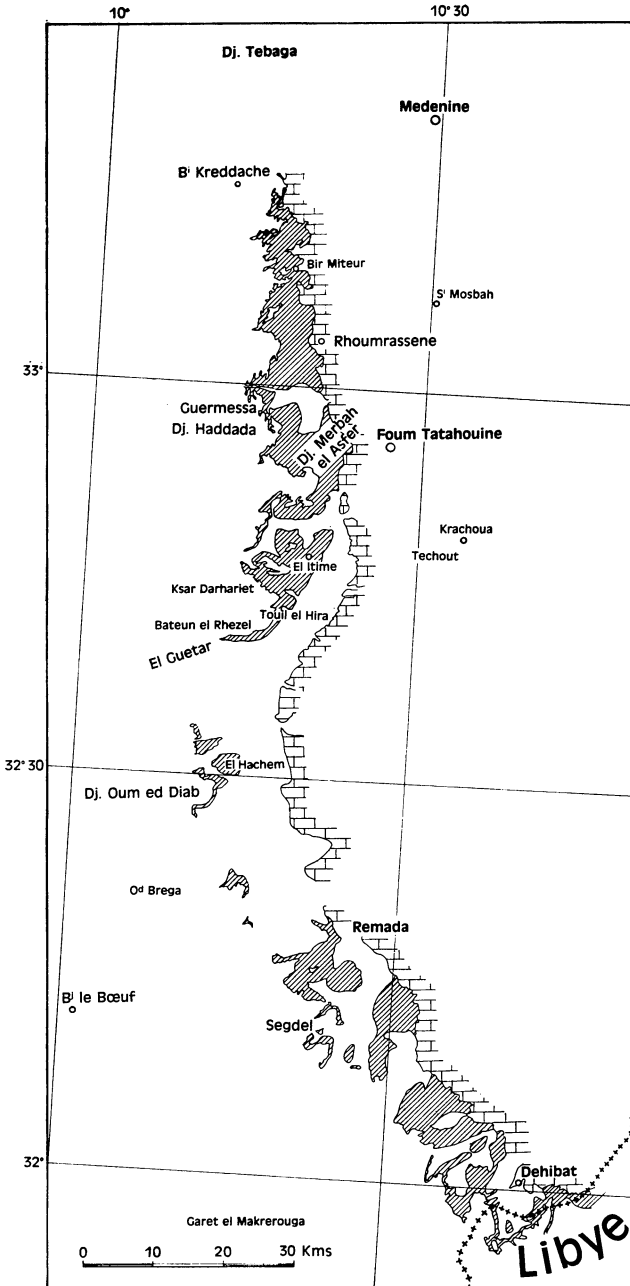 10°
10° 30
Dj. Tebaga
Medenine
Bⁱ Kreddache
Bir Miteur
Sⁱ Mosbah
Rhoumrassene
33°
Guermessa
Dj. Haddada
Dj. Merbah
el Asfer
Foum Tatahouine
Krachoua
Techout
El Itime
Ksar Darhariet
Touil el Hira
Bateun el Rhezel
El Guetar
32° 30
El Hachem
Dj. Oum ed Diab
Oᵈ Brega
Remada
Bʲ le Bœuf
Segdel
32°
Dehibat
Garet el Makrerouga
Libye
0 10 20 30 Kms